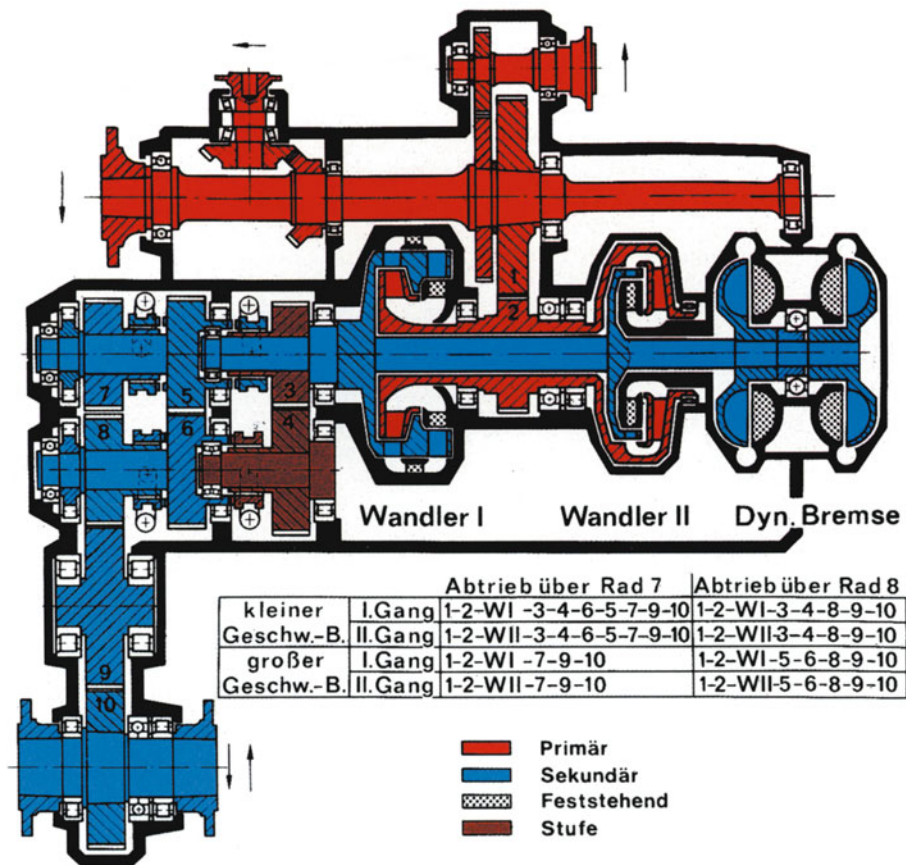 1
2
3
7
5
4
8
6
Wandler I Wandler II Dyn. Bremse
Abtrieb über Rad 7 Abtrieb über Rad 8
kleiner I.Gang 1-2-WI-3-4-6-5-7-9-10 1-2-WI-3-4-8-9-10
Geschw.-B. II.Gang 1-2-WII-3-4-6-5-7-9-10 1-2-WII-3-4-8-9-10
großer I.Gang 1-2-WI-7-9-10 1-2-WI-5-6-8-9-10
Geschw.-B. II.Gang 1-2-WII-7-9-10 1-2-WII-5-6-8-9-10
9
10
Primär
Sekundär
Feststehend
Stufe